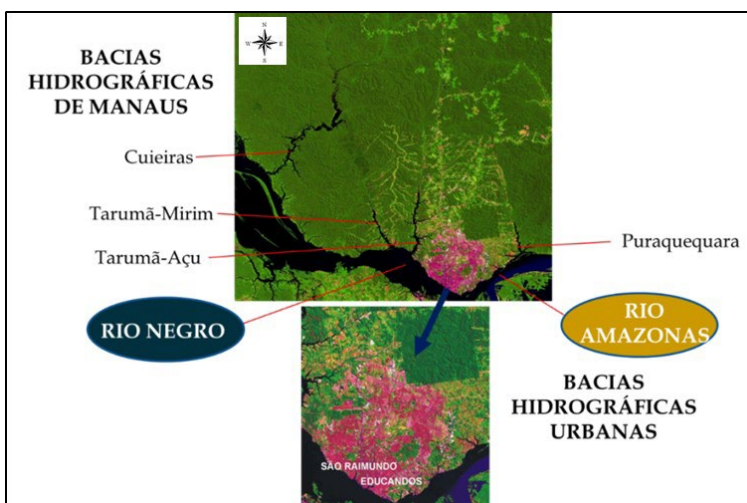 BACIAS
HIDROGRÁFICAS
DE MANAUS
N
W E
S
Cuieiras
Tarumã-Mirim
Tarumã-Açu
Puraquequara
RIO NEGRO
RIO
AMAZONAS
BACIAS
HIDROGRÁFICAS
URBANAS
SÃO RAIMUNDO
EDUCANDOS